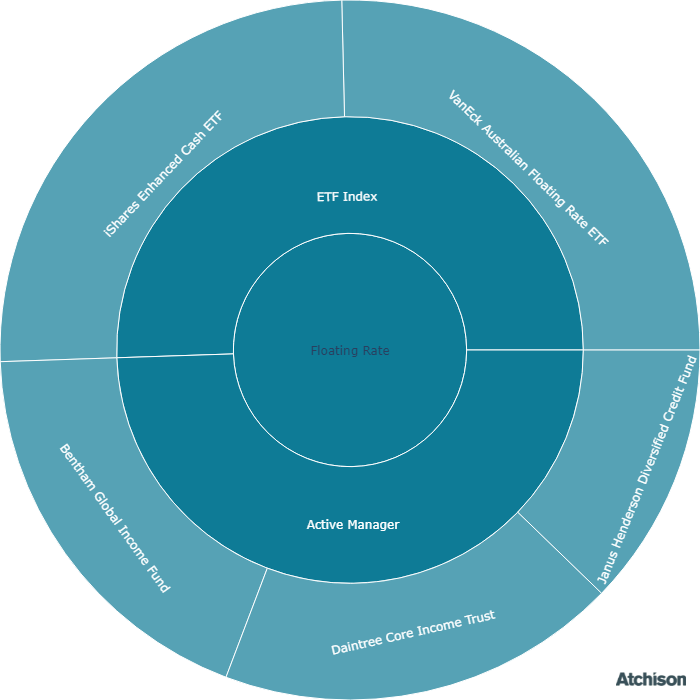 iShares Enhanced Cash ETF
VanEck Australian Floating Rate ETF
ETF Index
Floating Rate
Janus Henderson Diversified Credit Fund
Bentham Global Income Fund
Active Manager
Daintree Core Income Trust
Atchison